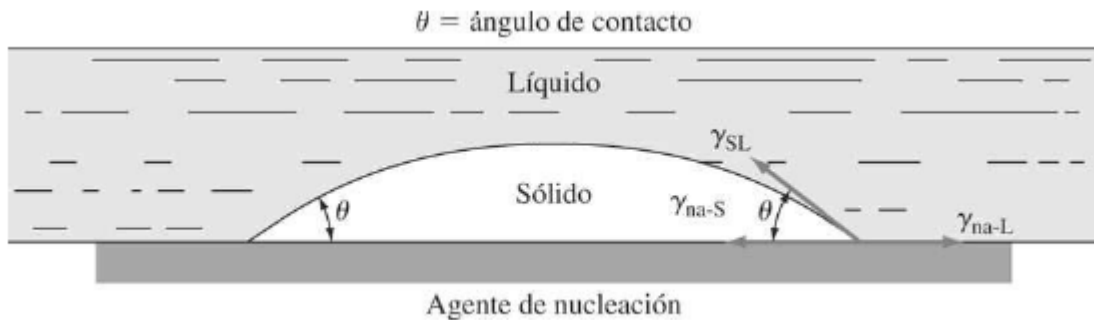 θ = ángulo de contacto
Líquido
γSL
Sólido
θ
γna-S
θ
γna-L
Agente de nucleación